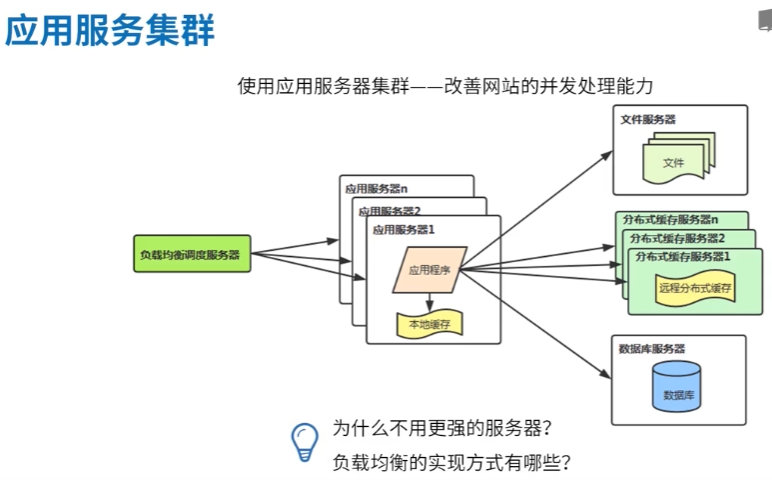 应用服务集群
使用应用服务器集群——改善网站的并发处理能力
文件服务器
文件
应用服务器n
应用服务器2
应用服务器1
应用程序
本地缓存
负载均衡调度服务器
分布式缓存服务器n
分布式缓存服务器2
分布式缓存服务器1
远程分布式缓存
数据库服务器
数据库
为什么不用更强的服务器？
负载均衡的实现方式有哪些？